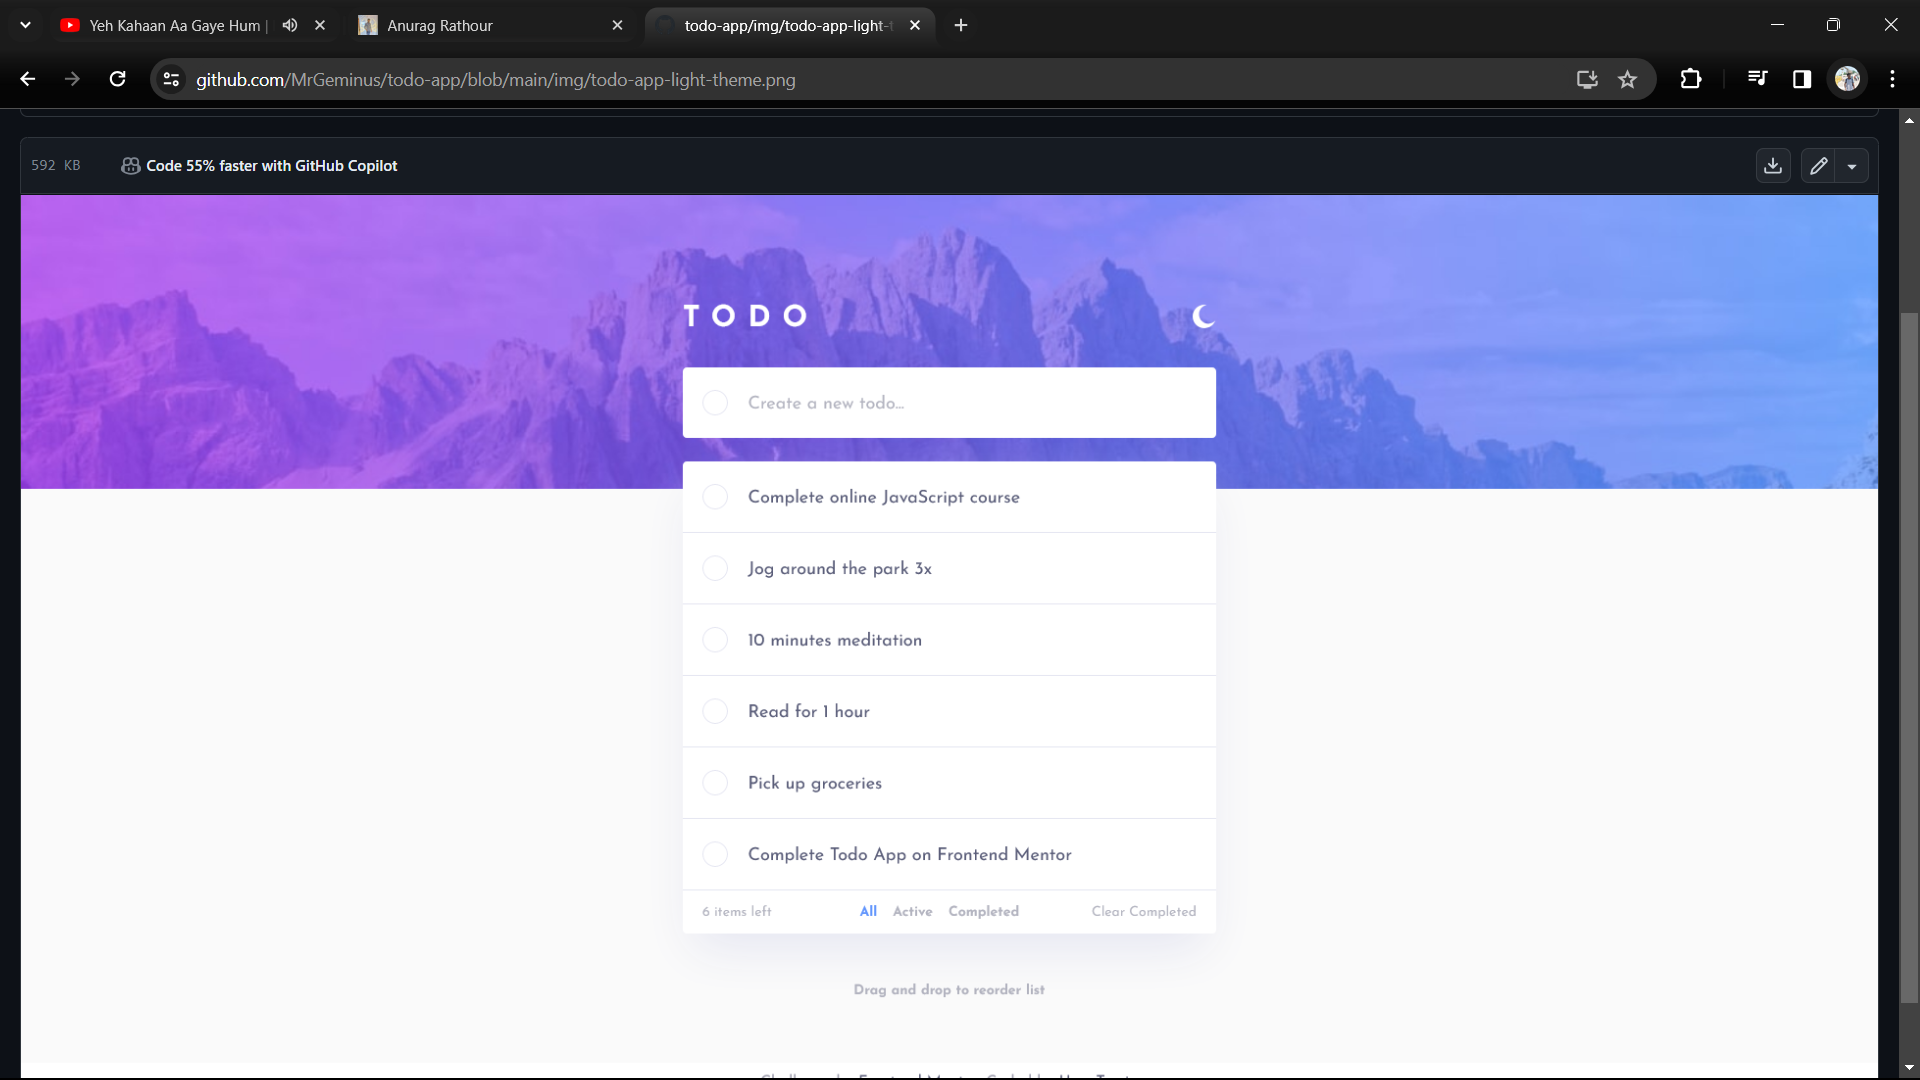 Yeh Kahaan Aa Gaye Hum |
Anurag Rathour
todo-app/img/todo-app-light-
github.com/MrGeminus/todo-app/blob/main/img/todo-app-light-theme.png
592 KB
Code 55% faster with GitHub Copilot
TODO
Create a new todo...
Complete online JavaScript course
Jog around the park 3x
10 minutes meditation
Read for 1 hour
Pick up groceries
Complete Todo App on Frontend Mentor
6 items left All Active Completed Clear Completed
Drag and drop to reorder list